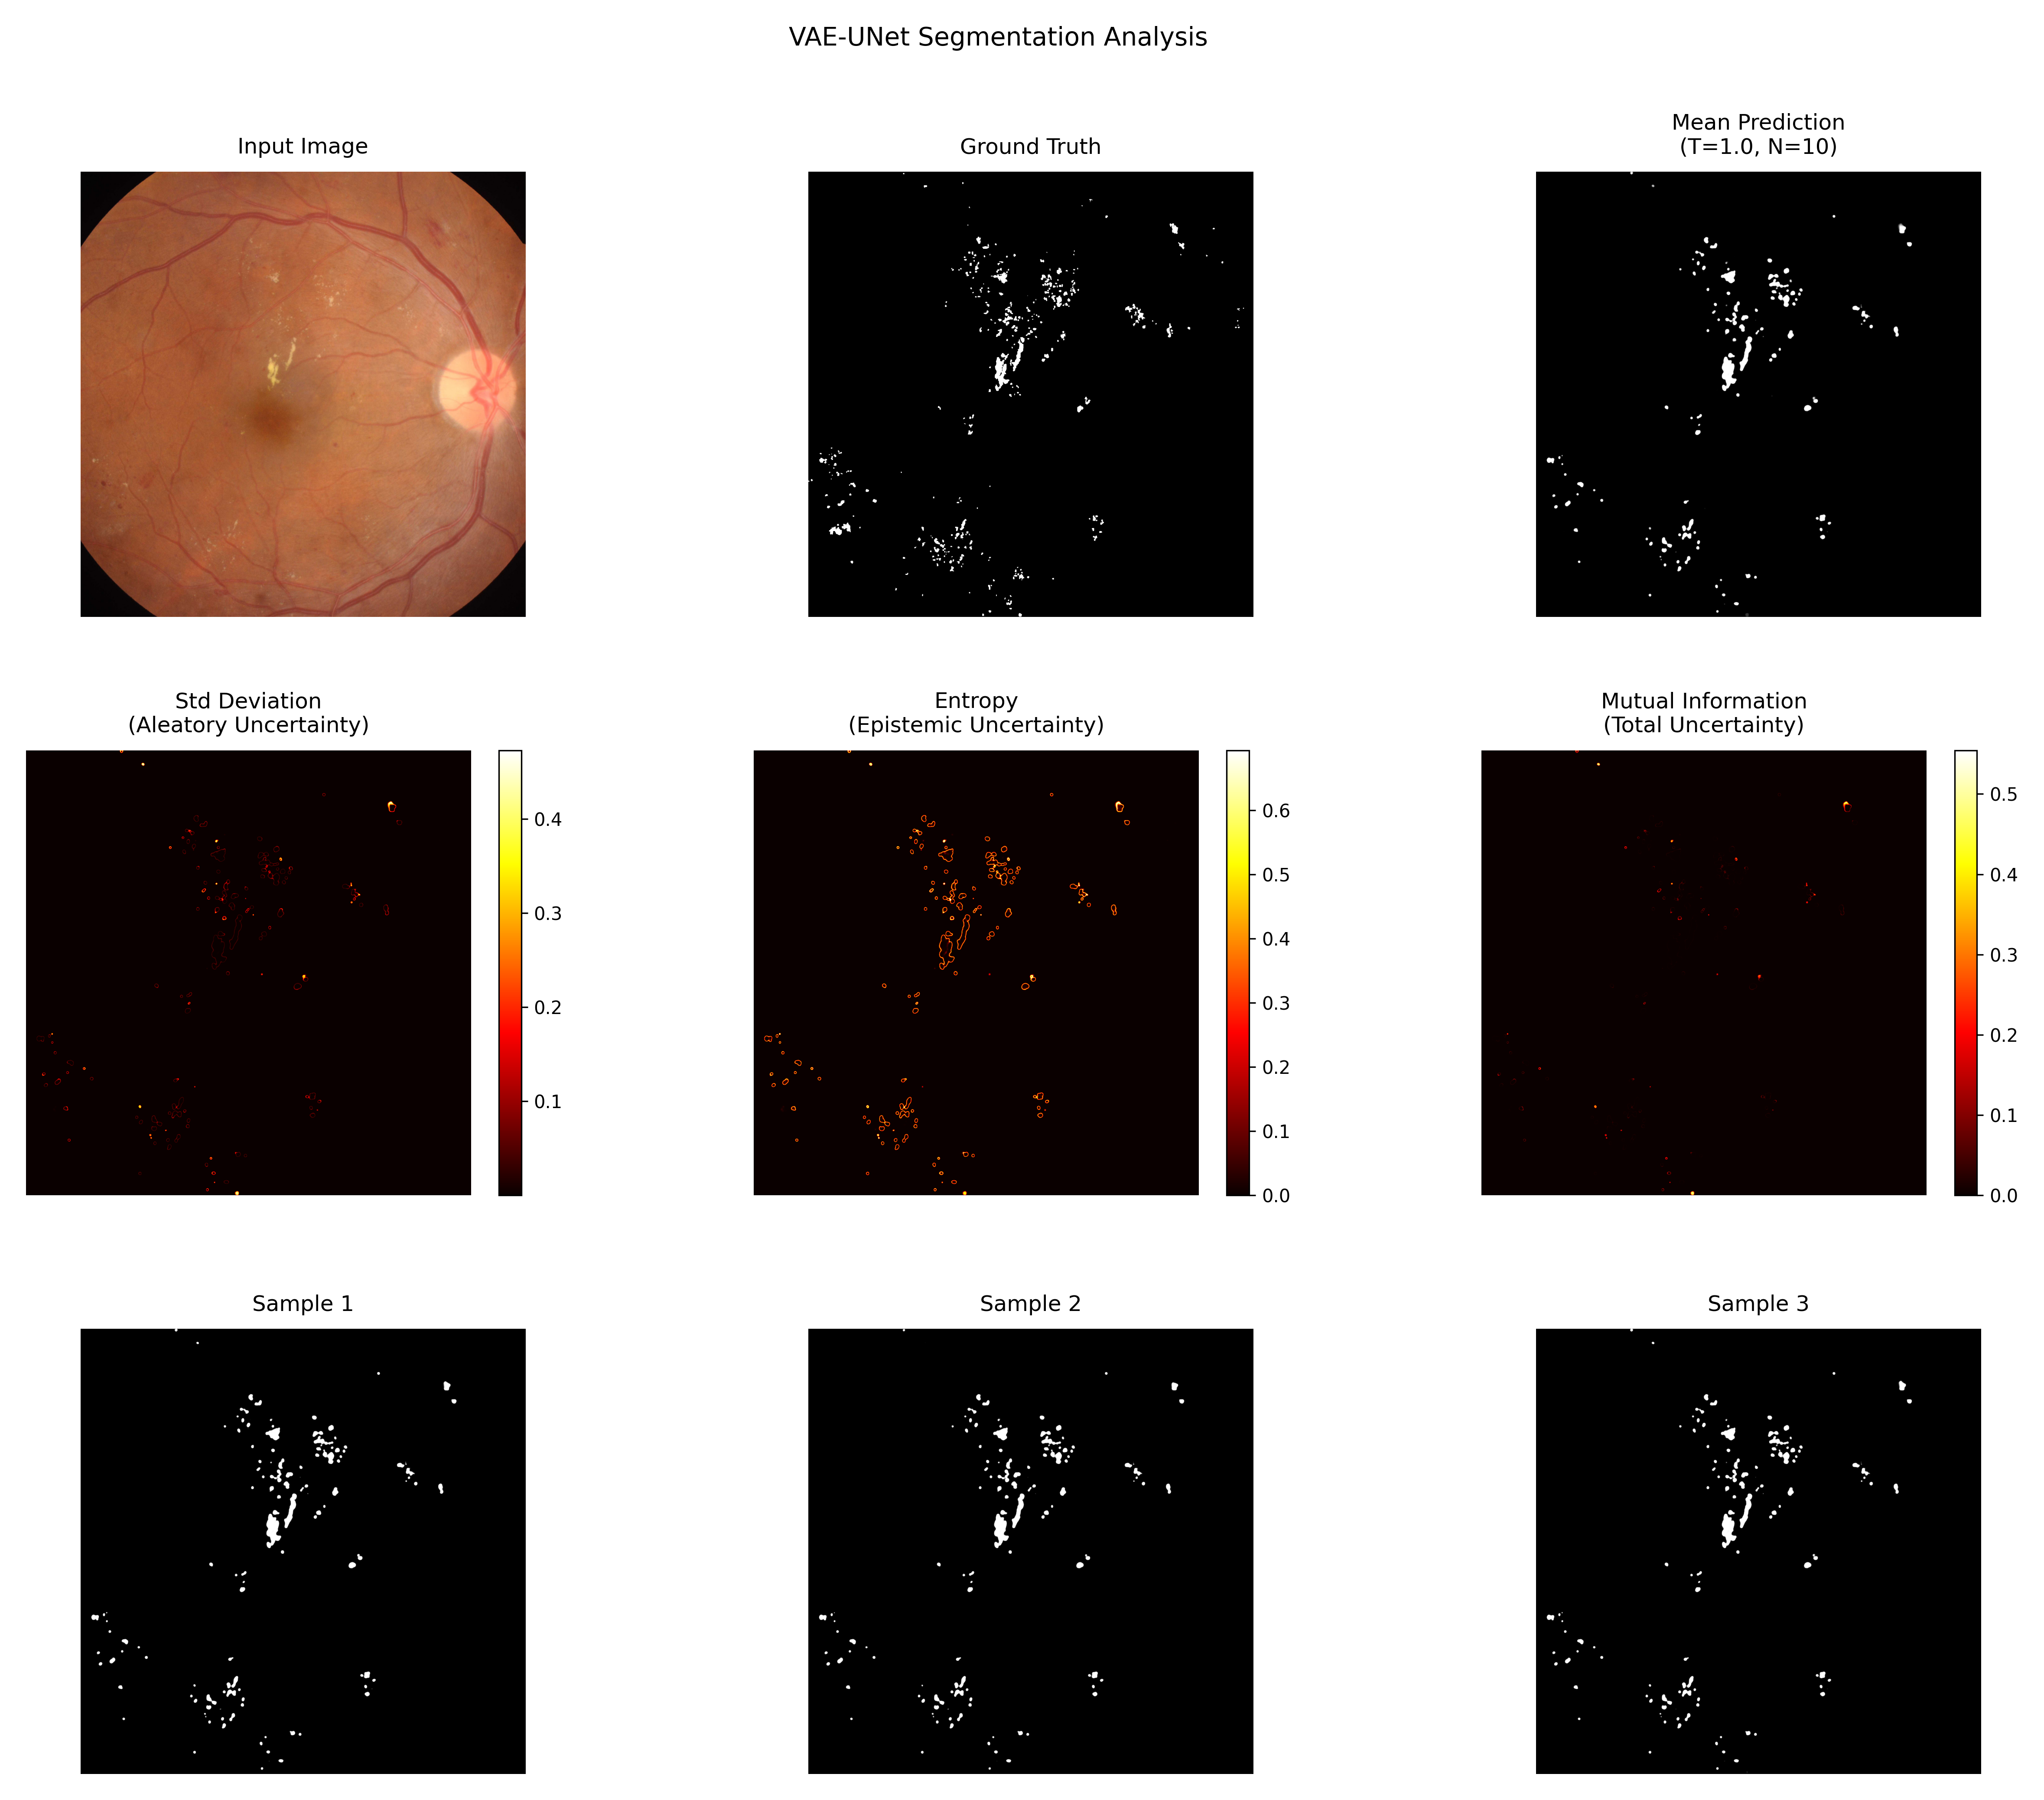 VAE-UNet Segmentation Analysis
Input Image
Ground Truth
Mean Prediction
(T=1.0, N=10)
Std Deviation
(Aleatory Uncertainty)
0.4
0.3
0.2
0.1
Entropy
(Epistemic Uncertainty)
0.6
0.5
0.4
0.3
0.2
0.1
0.0
Mutual Information
(Total Uncertainty)
0.5
0.4
0.3
0.2
0.1
0.0
Sample 1
Sample 2
Sample 3